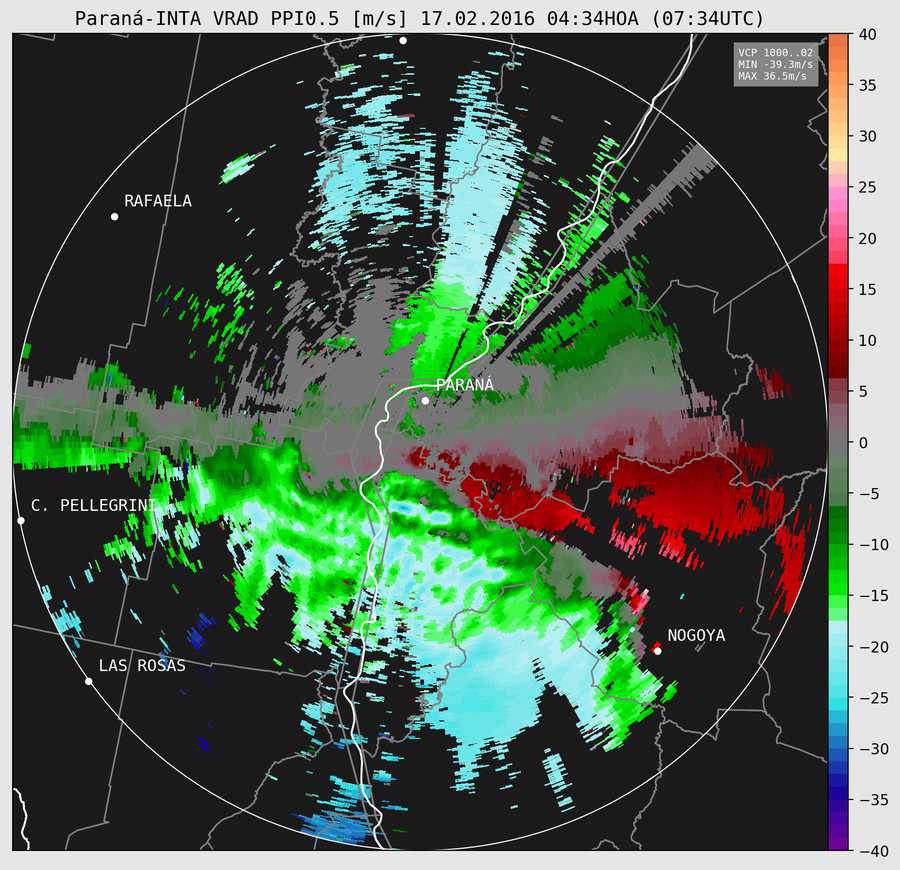 Paraná-INTA VRAD PPI0.5 [m/s] 17.02.2016 04:34HOA (07:34UTC)
VCP 1000..02
MIN -39.3m/s
MAX 36.5m/s
RAFAELA
PARANÁ
C. PELLEGRINI
LAS ROSAS
NOGOYA
40
35
30
25
20
15
10
5
0
−5
−10
−15
−20
−25
−30
−35
−40